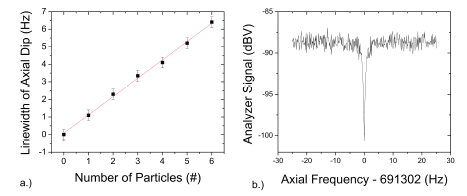 Linewidth of Axial Dip (Hz)
7
6
5
4
3
2
1
0
-1
0 1 2 3 4 5 6
Number of Particles (#)
a.)
Analyzer Signal (dBV)
-85
-90
-95
-100
-30 -20 -10 0 10 20 30
Axial Frequency - 691302 (Hz)
b.)